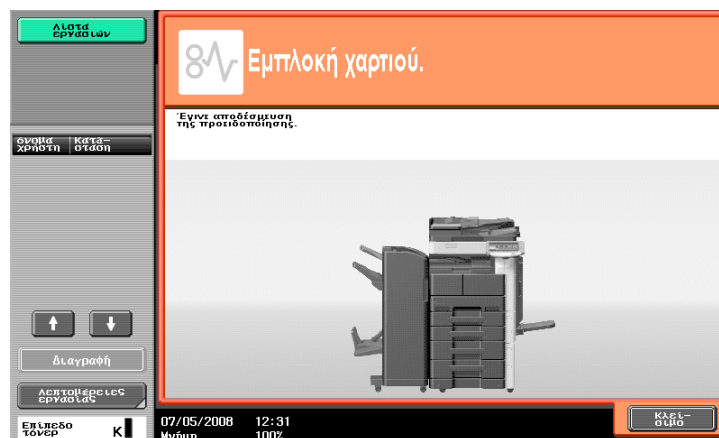 Λίστα
εργασιών
Εμπλοκή χαρτιού.
Έγινε αποδέσμευση
της προειδοποίησης.
όνομα Κατά-
χρήστη σταση
Διαγραφή
Λεπτομέρειες
εργασίας
Επίπεδο
τόνερ K
07/05/2008 12:31
Μνήμη 100%
Κλεί-
σιμο